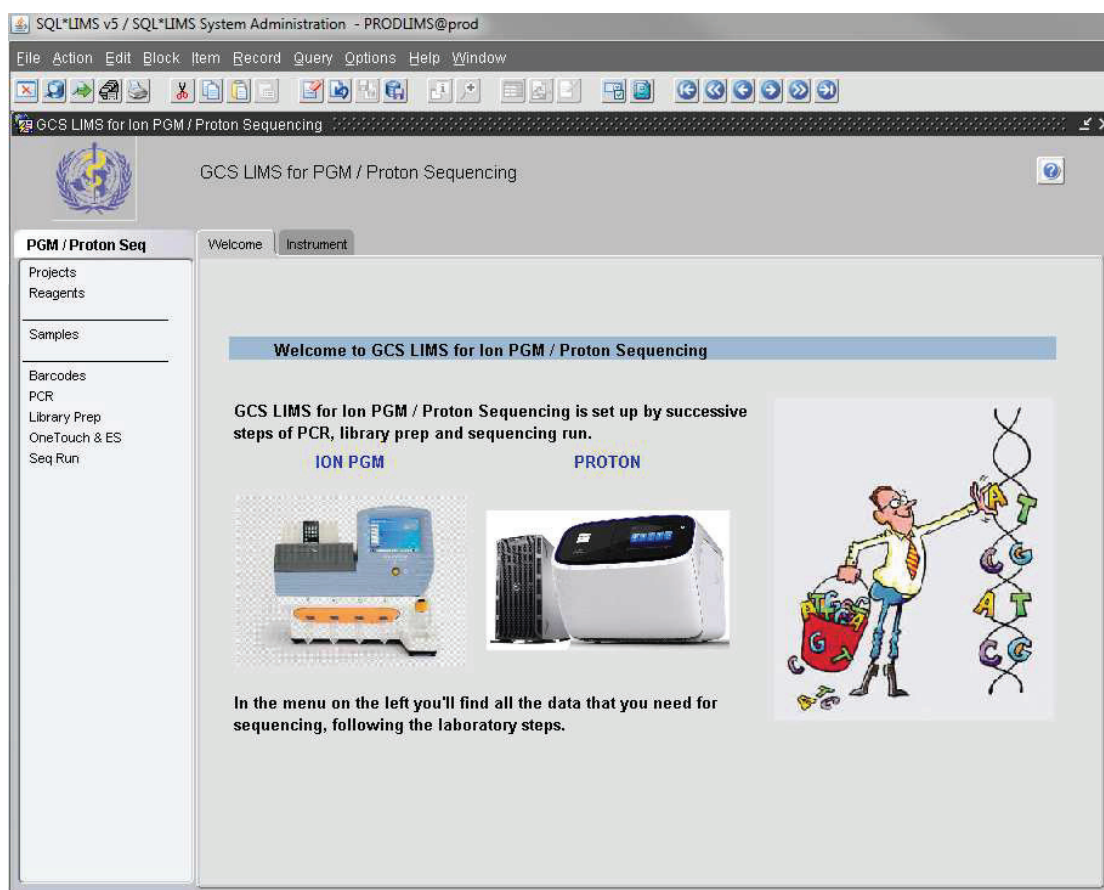 SQL*LIMS v5 / SQL*LIMS System Administration - PRODLIMS@prod
File Action Edit Block Item Record Query Options Help Window
GCS LIMS for Ion PGM / Proton Sequencing
GCS LIMS for PGM / Proton Sequencing
PGM / Proton Seq
Welcome Instrument
Projects
Reagents
Samples
Barcodes
PCR
Library Prep
OneTouch & ES
Seq Run
Welcome to GCS LIMS for Ion PGM / Proton Sequencing
GCS LIMS for Ion PGM / Proton Sequencing is set up by successive
steps of PCR, library prep and sequencing run.
ION PGM PROTON
A T
C G
A T
C G
G T
C
In the menu on the left you'll find all the data that you need for
sequencing, following the laboratory steps.